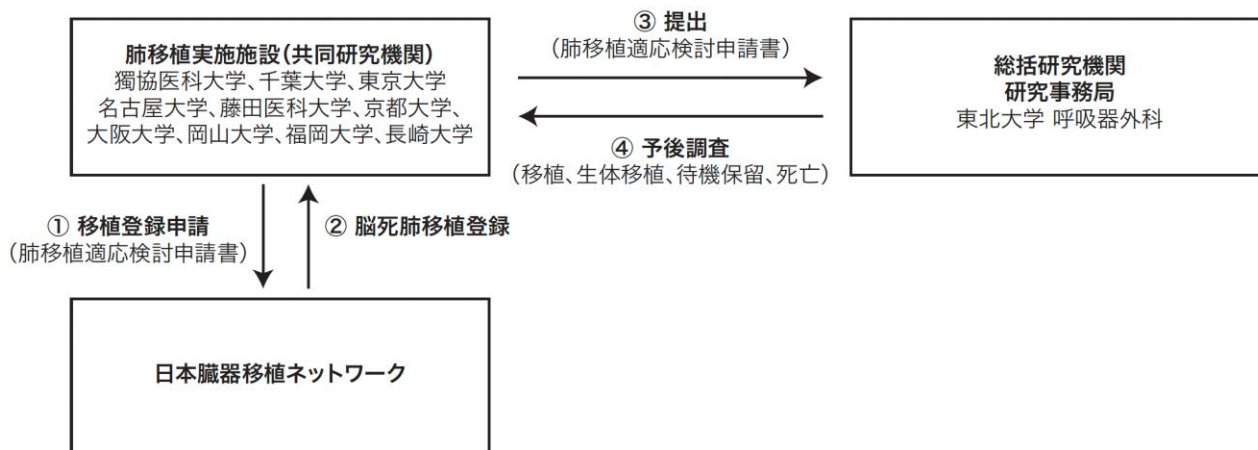 肺移植実施施設(共同研究機関)
獨協医科大学、千葉大学、東京大学
名古屋大学、藤田医科大学、京都大学、
大阪大学、岡山大学、福岡大学、長崎大学
③ 提出
(肺移植適応検討申請書)
④ 予後調査
(移植、生体移植、待機保留、死亡)
総括研究機関
研究事務局
東北大学 呼吸器外科
① 移植登録申請
(肺移植適応検討申請書)
② 脳死肺移植登録
日本臓器移植ネットワーク